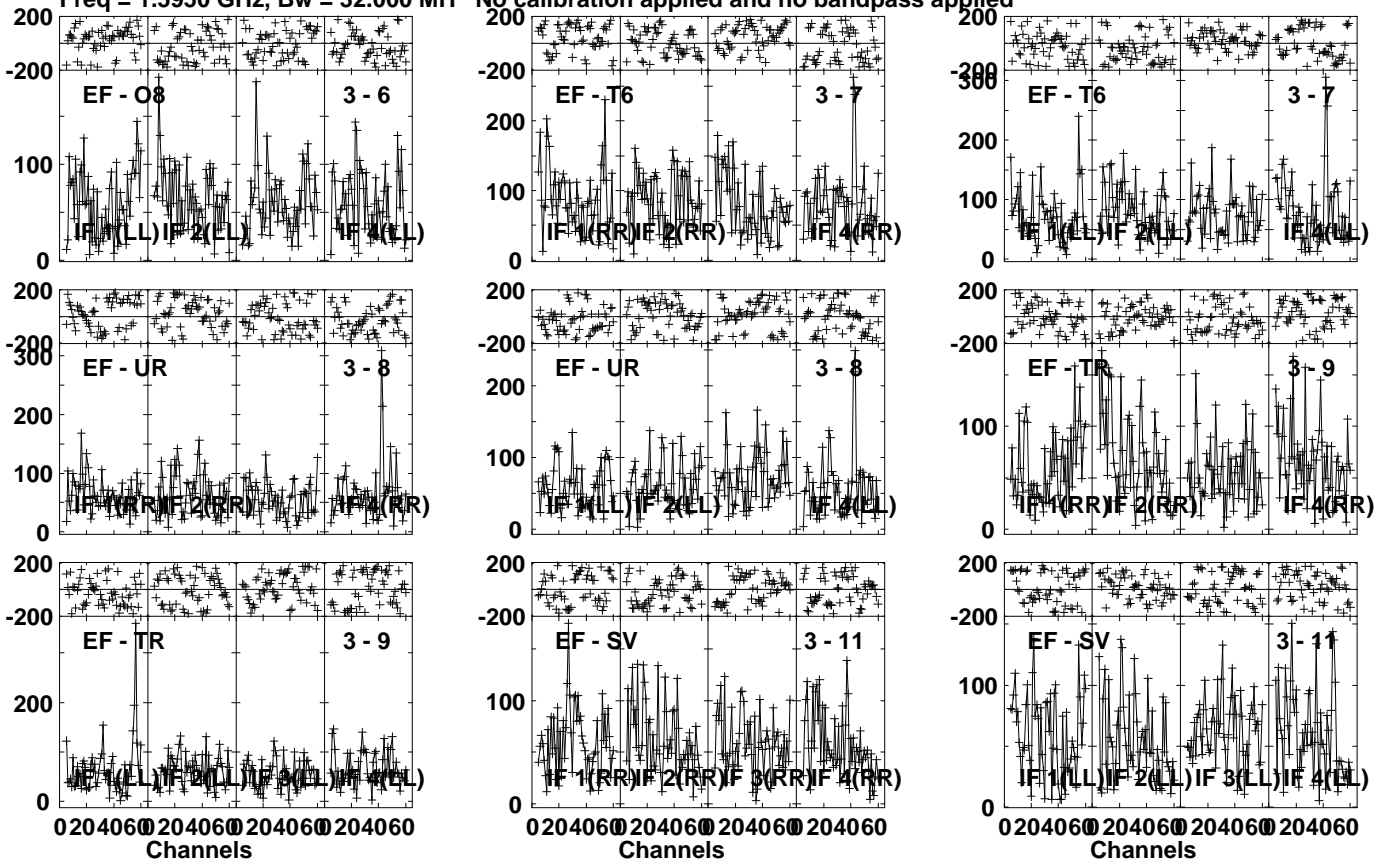 Freq = 1.5950 GHz, Bw = 32.000 MH No calibration applied and no bandpass applied
200
-200
EF - O8 3 - 6
100
IF 1(LL) IF 2(LL) IF 4(LL)
0
200
-200
EF - T6 3 - 7
200
100
IF 1(RR) IF 2(RR) IF 4(RR)
0
200
-200
300
EF - T6 3 - 7
200
100
IF 1(LL) IF 2(LL) IF 4(LL)
0
200
-200
300
EF - UR 3 - 8
200
100
IF 1(RR) IF 2(RR) IF 4(RR)
0
200
-200
EF - UR 3 - 8
200
100
IF 1(LL) IF 2(LL) IF 4(LL)
0
200
-200
EF - TR 3 - 9
100
IF 1(RR) IF 2(RR) IF 4(RR)
0
200
-200
EF - TR 3 - 9
200
IF 1(LL) IF 2(LL) IF 3(LL) IF 4(LL)
0
0 20 40 60 0 20 40 60 0 20 40 60 0 20 40 60
Channels
200
-200
EF - SV 3 - 11
100
IF 1(RR) IF 2(RR) IF 3(RR) IF 4(RR)
0
0 20 40 60 0 20 40 60 0 20 40 60 0 20 40 60
Channels
200
-200
EF - SV 3 - 11
100
IF 1(LL) IF 2(LL) IF 3(LL) IF 4(LL)
0
0 20 40 60 0 20 40 60 0 20 40 60 0 20 40 60
Channels